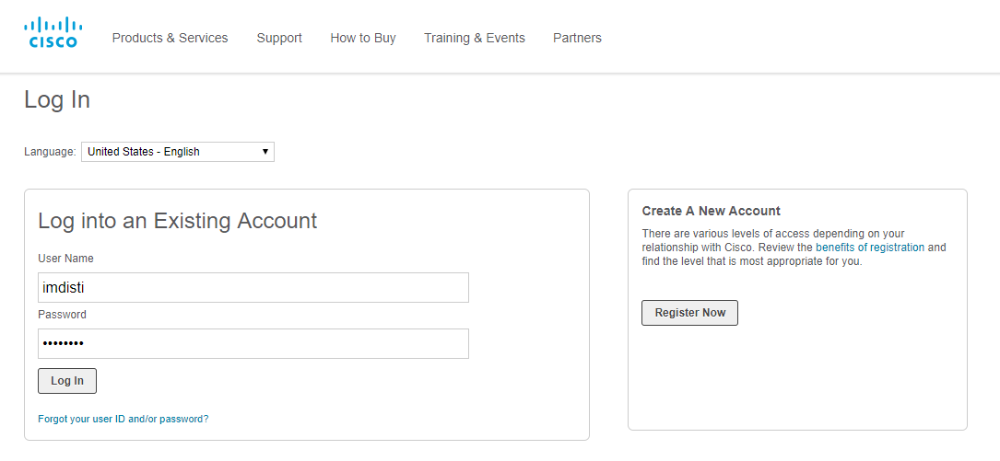 CISCO
Products & Services
Support
How to Buy
Training & Events
Partners
Log In
Language:
United States - English
Log into an Existing Account
User Name
imdisti
Password
••••••••
Log In
Forgot your user ID and/or password?
Create A New Account
There are various levels of access depending on your
relationship with Cisco. Review the benefits of registration and
find the level that is most appropriate for you.
Register Now